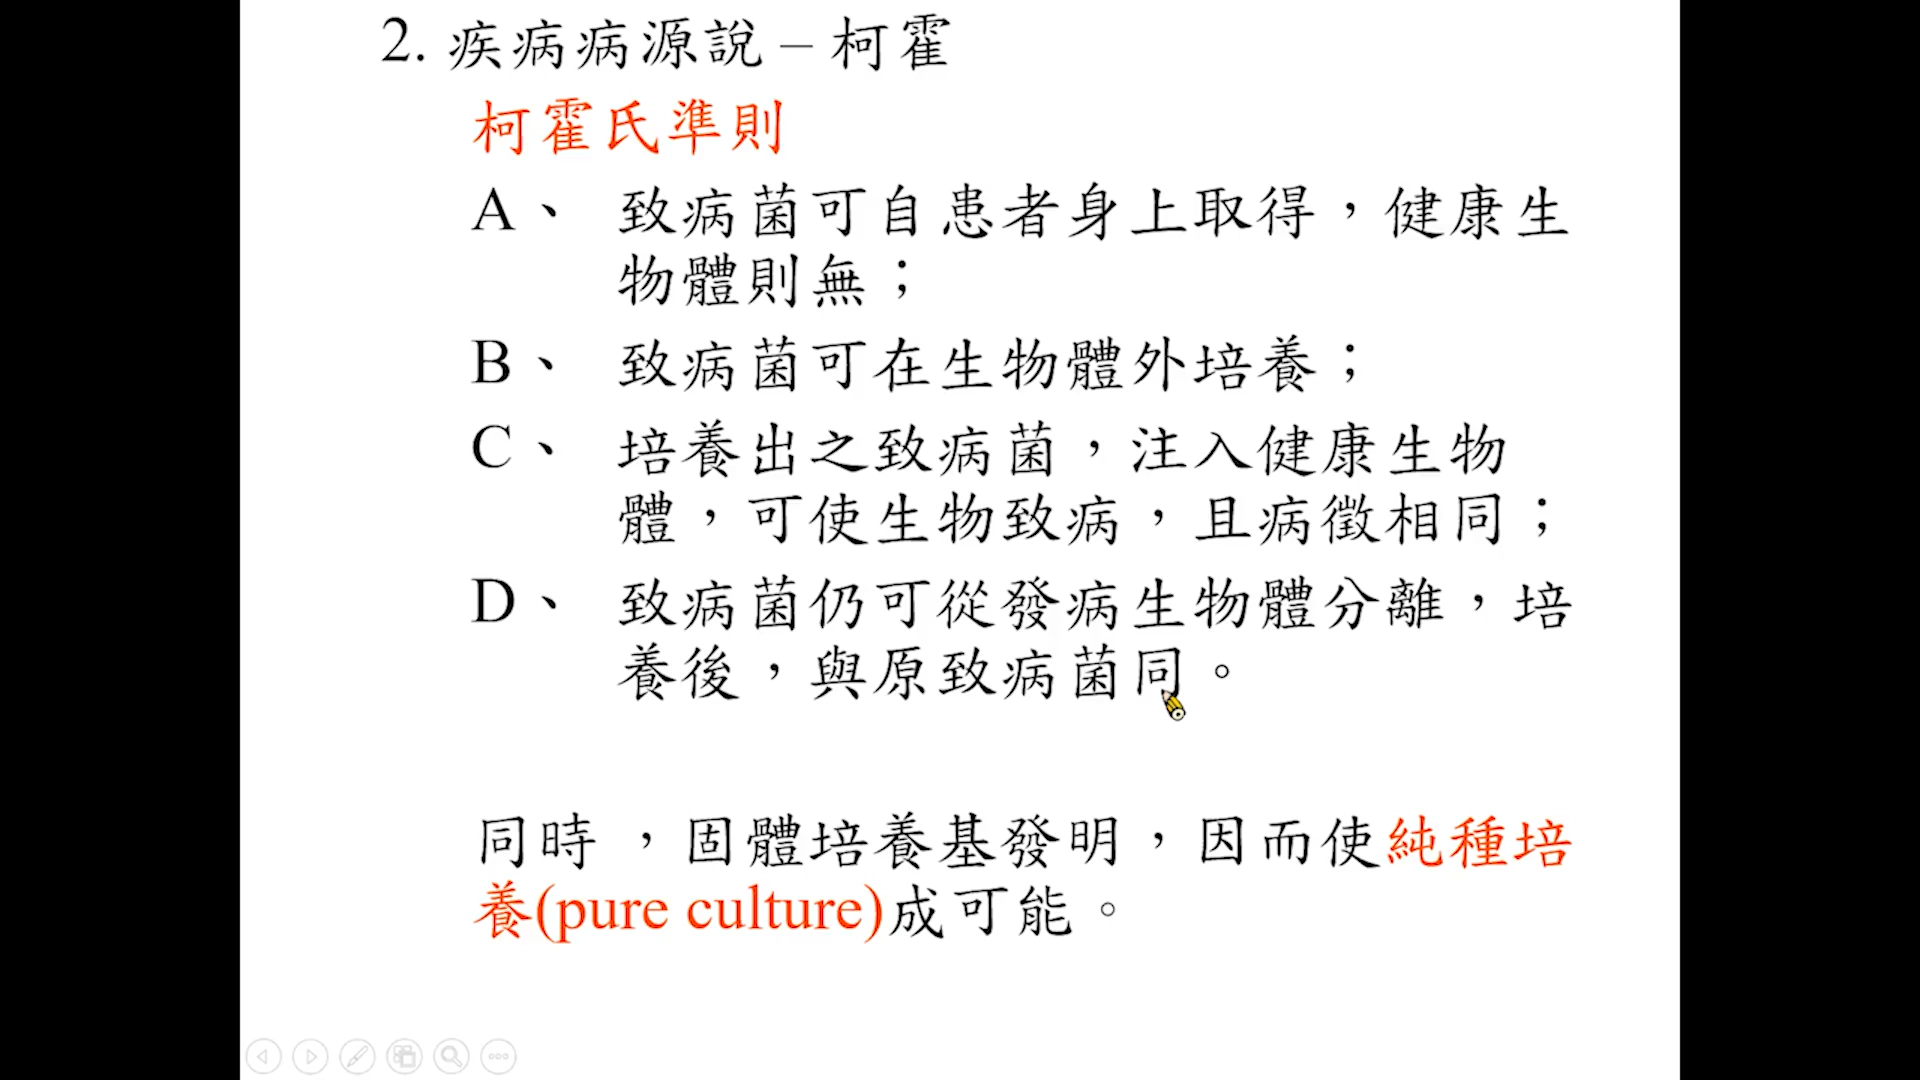 2. 疾病病源說 – 柯霍
柯霍氏準則
A、 致病菌可自患者身上取得，健康生
物體則無；
B、 致病菌可在生物體外培養；
C、 培養出之致病菌，注入健康生物
體，可使生物致病，且病徵相同；
D、 致病菌仍可從發病生物體分離，培
養後，與原致病菌同。
同時 ，固體培養基發明，因而使純種培
養(pure culture)成可能。